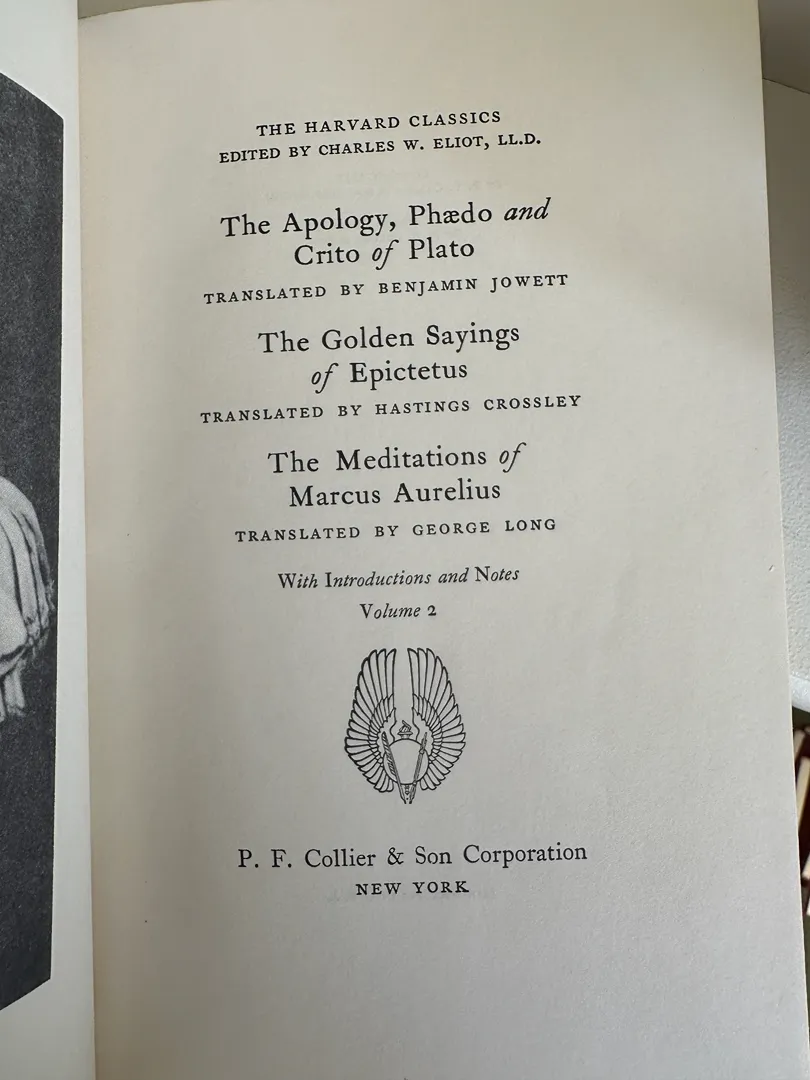 THE HARVARD CLASSICS
EDITED BY CHARLES W. ELIOT, LL.D.
The Apology, Phædo and
Crito of Plato
TRANSLATED BY BENJAMIN JOWETT
The Golden Sayings
of Epictetus
TRANSLATED BY HASTINGS CROSSLEY
The Meditations of
Marcus Aurelius
TRANSLATED BY GEORGE LONG
With Introductions and Notes
Volume 2
P. F. Collier & Son Corporation
NEW YORK